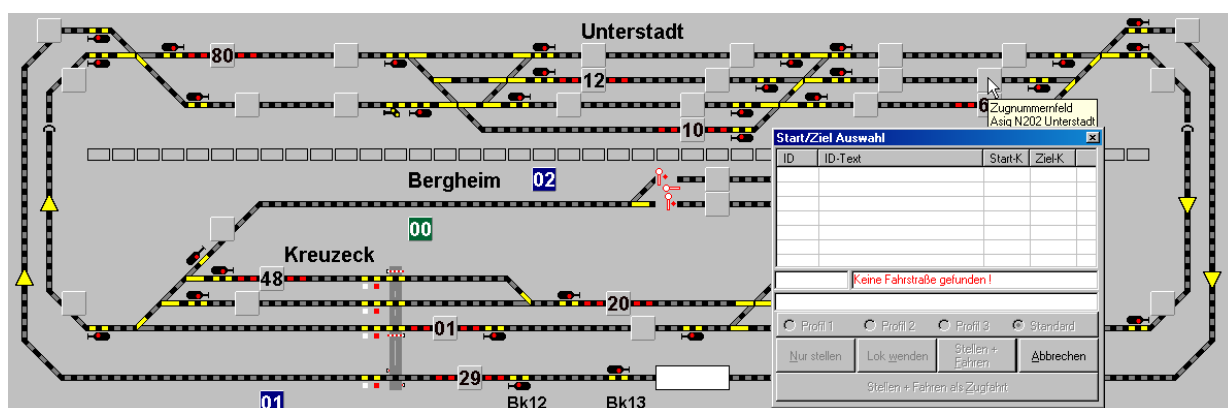 Unterstadt
80
12
6
Zugnummernfeld
Asig N202 Unterstadt
10
Start/Ziel Auswahl
ID ID-Text Start-K Ziel-K
Bergheim 02
00
Kreuzeck
48
Keine Fahrstraße gefunden !
20
01
Profil 1 Profil 2 Profil 3 Standard
Nur stellen Lok wenden Stellen + Fahren Abbrechen
29
Stellen + Fahren als Zugfahrt
01 Bk12 Bk13